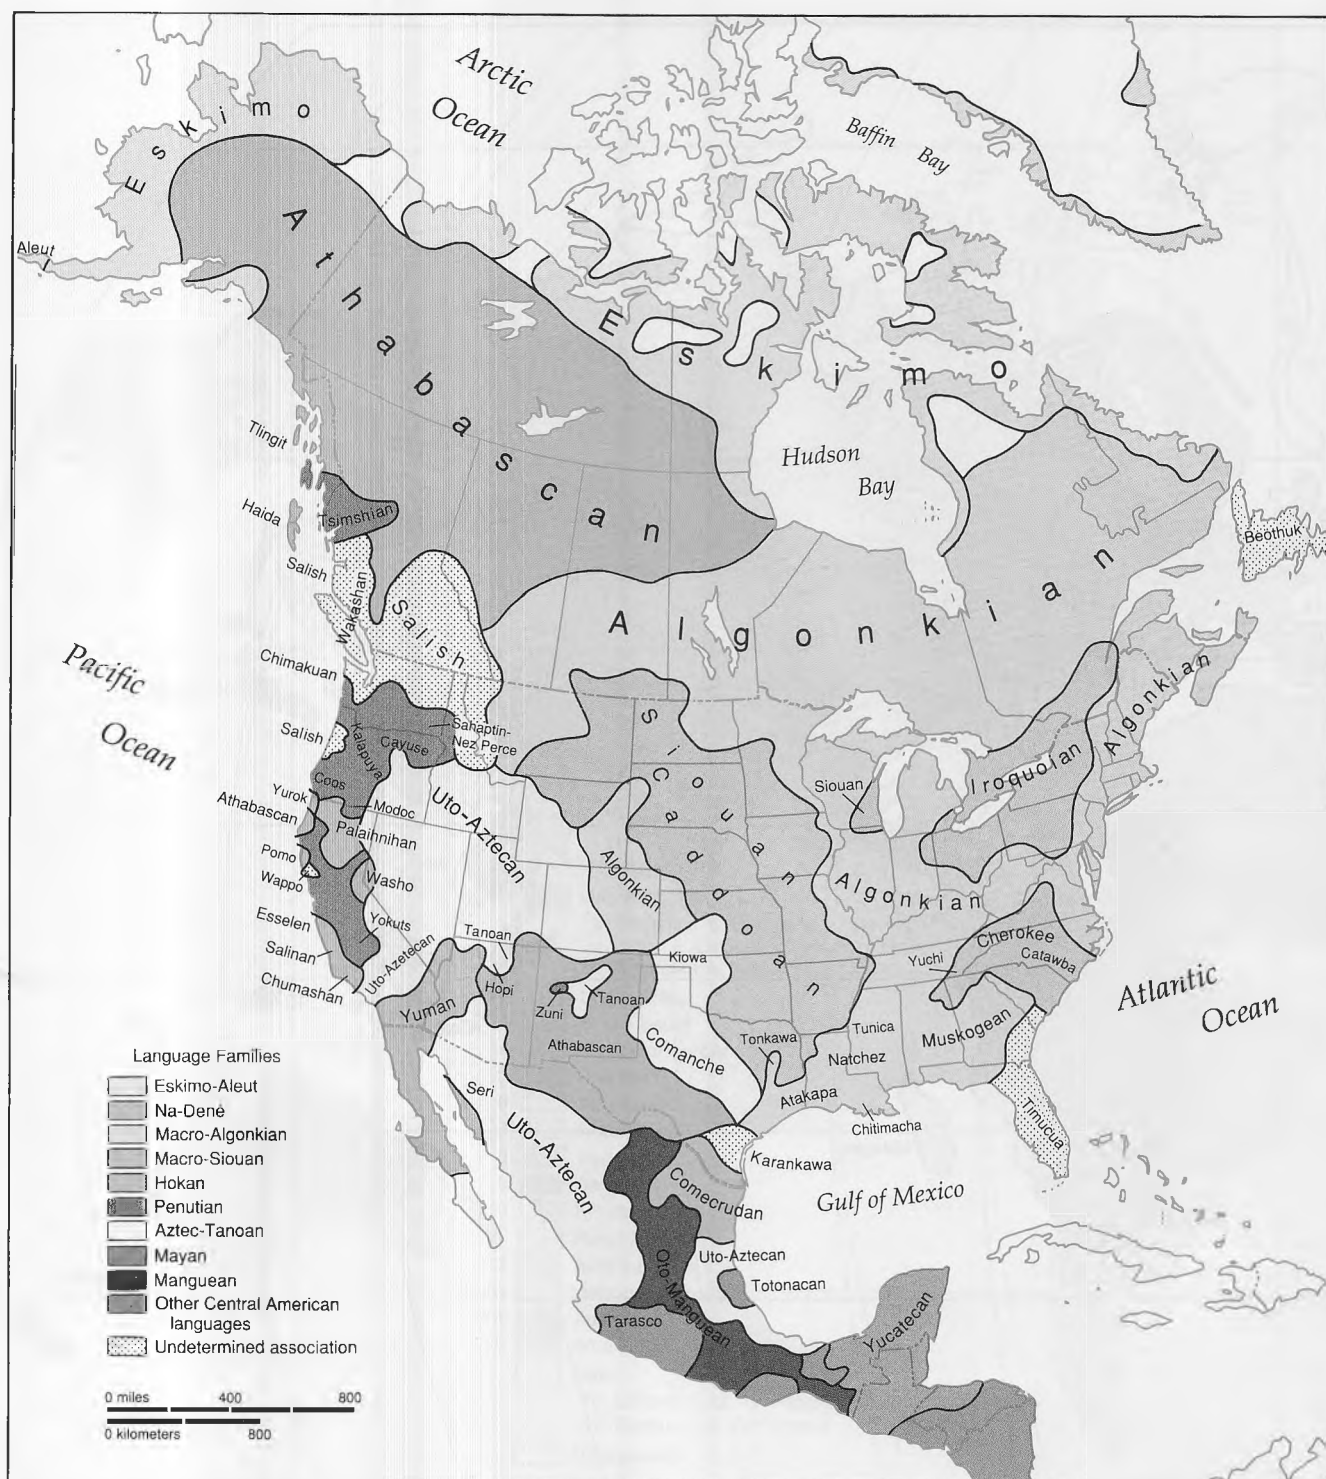 Arctic
Ocean
Baffin Bay
Eskimo
Aleut
Athabascan
Eskimo
Hudson
Bay
Tlingit
Haida
Tsimshian
Beothuk
Salish
Wakashan
Salish
Algonkian
Pacific
Ocean
Chimakuan
Algonkian
Siouan
Salish
Kalapuya
Cayuse
Sahaptin-
Nez Perce
Iroquoian
Coos
Siouan
Yurok
Modoc
Uto-Aztecan
Caddoan
Athabascan
Palaihnihan
Pomo
Wappo
Washo
Algonkian
Algonkian
Esselen
Yokuts
Salinan
Uto-Azetecan
Tanoan
Kiowa
Cherokee
Yuchi
Catawba
Chumashan
Hopi
Yuman
Zuni
Tanoan
Atlantic
Ocean
Athabascan
Comanche
Tonkawa
Tunica
Natchez
Muskogean
Seri
Atakapa
Chitimacha
Timucua
Uto-Aztecan
Karankawa
Comecrudan
Gulf of Mexico
Uto-Aztecan
Totonacan
Oto-Manguean
Tarasco
Yucatecan
Language Families
Eskimo-Aleut
Na-Dené
Macro-Algonkian
Macro-Siouan
Hokan
Penutian
Aztec-Tanoan
Mayan
Manguean
Other Central American
languages
Undetermined association
0 miles 400 800
0 kilometers 800